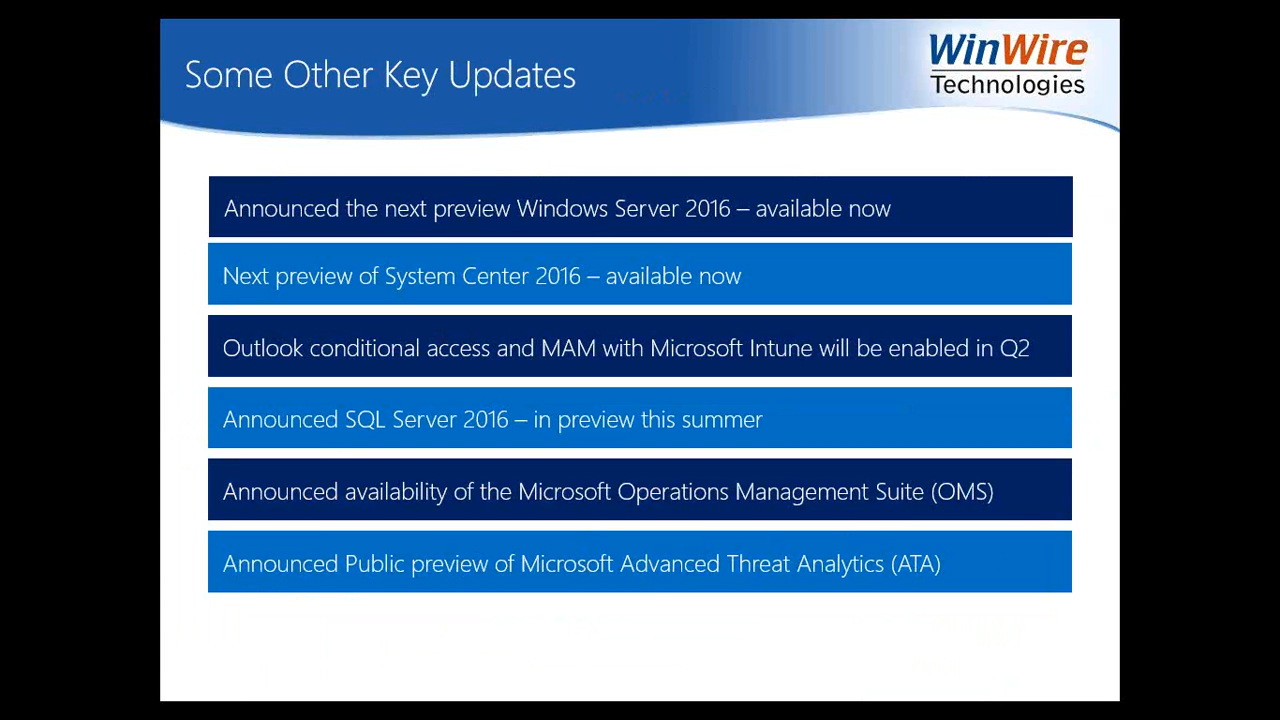 Some Other Key Updates
WinWire
Technologies
Announced the next preview Windows Server 2016 – available now
Next preview of System Center 2016 – available now
Outlook conditional access and MAM with Microsoft Intune will be enabled in Q2
Announced SQL Server 2016 – in preview this summer
Announced availability of the Microsoft Operations Management Suite (OMS)
Announced Public preview of Microsoft Advanced Threat Analytics (ATA)